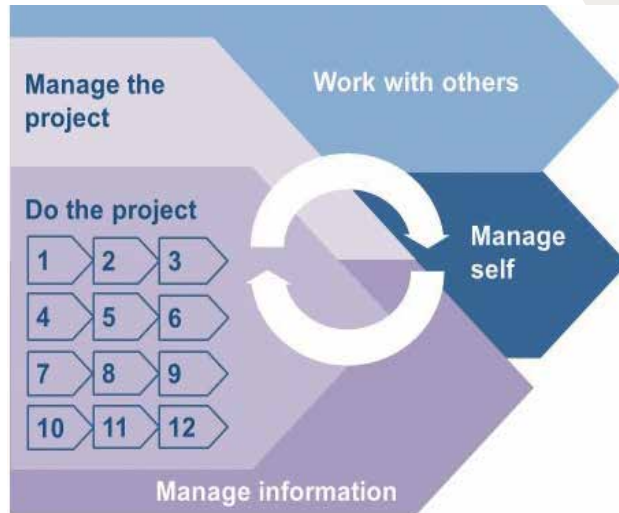 Work with others
Manage the
project
Do the project
1 2 3
4 5 6
7 8 9
10 11 12
Manage
self
Manage information